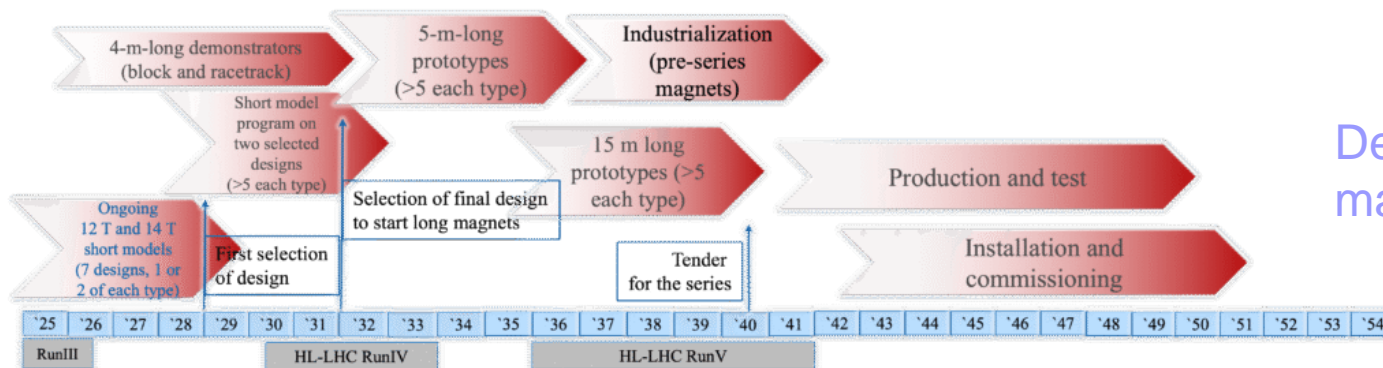 4-m-long demonstrators
(block and racetrack)
5-m-long
prototypes
(>5 each type)
Industrialization
(pre-series
magnets)
Short model
program on
two selected
designs
(>5 each type)
15 m long
prototypes (>5
each type)
Production and test
De
ma
Selection of final design
to start long magnets
Ongoing
12 T and 14 T
short models
(7 designs, 1 or
2 of each type)
First selection
of design
Tender
for the series
Installation and
commissioning
`25 `26 `27 `28 `29 `30 `31 `32 `33 `34 `35 `36 `37 `38 `39 `40 `41 `42 `43 `44 `45 `46 `47 `48 `49 `50 `51 `52 `53 `54
RunIII HL-LHC RunIV HL-LHC RunV